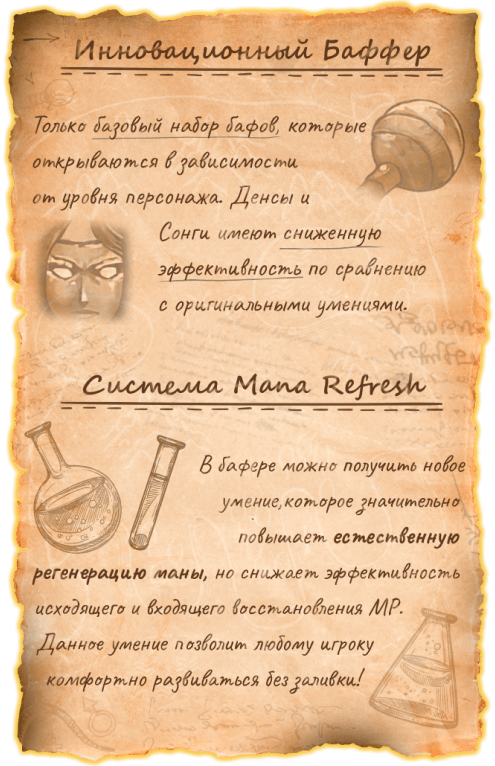 Инновационный Баффер
Только базовый набор бафов, которые
открываются в зависимости
от уровня персонажа. Денсы и
Сонги имеют сниженную
эффективность по сравнению
с оригинальными умениями.
Система Mana Refresh
В бафере можно получить новое
умение, которое значительно
повышает естественную
регенерацию маны, но снижает эффективность
исходящего и входящего восстановления МР.
Данное умение позволит любому игроку
комфортно развиваться без заливки!